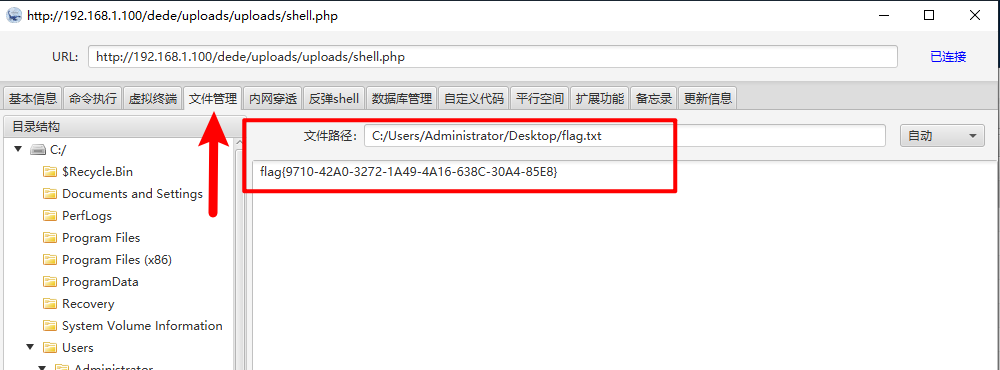 http://192.168.1.100/dede/uploads/uploads/shell.php
URL: http://192.168.1.100/dede/uploads/uploads/shell.php 已连接
基本信息 命令执行 虚拟终端 文件管理 内网穿透 反弹shell 数据库管理 自定义代码 平行空间 扩展功能 备忘录 更新信息
目录结构 文件路径: C:/Users/Administrator/Desktop/flag.txt 自动
C:/
flag{9710-42A0-3272-1A49-4A16-638C-30A4-85E8}
$Recycle.Bin
Documents and Settings
PerfLogs
Program Files
Program Files (x86)
ProgramData
Recovery
System Volume Information
Users
Administrator